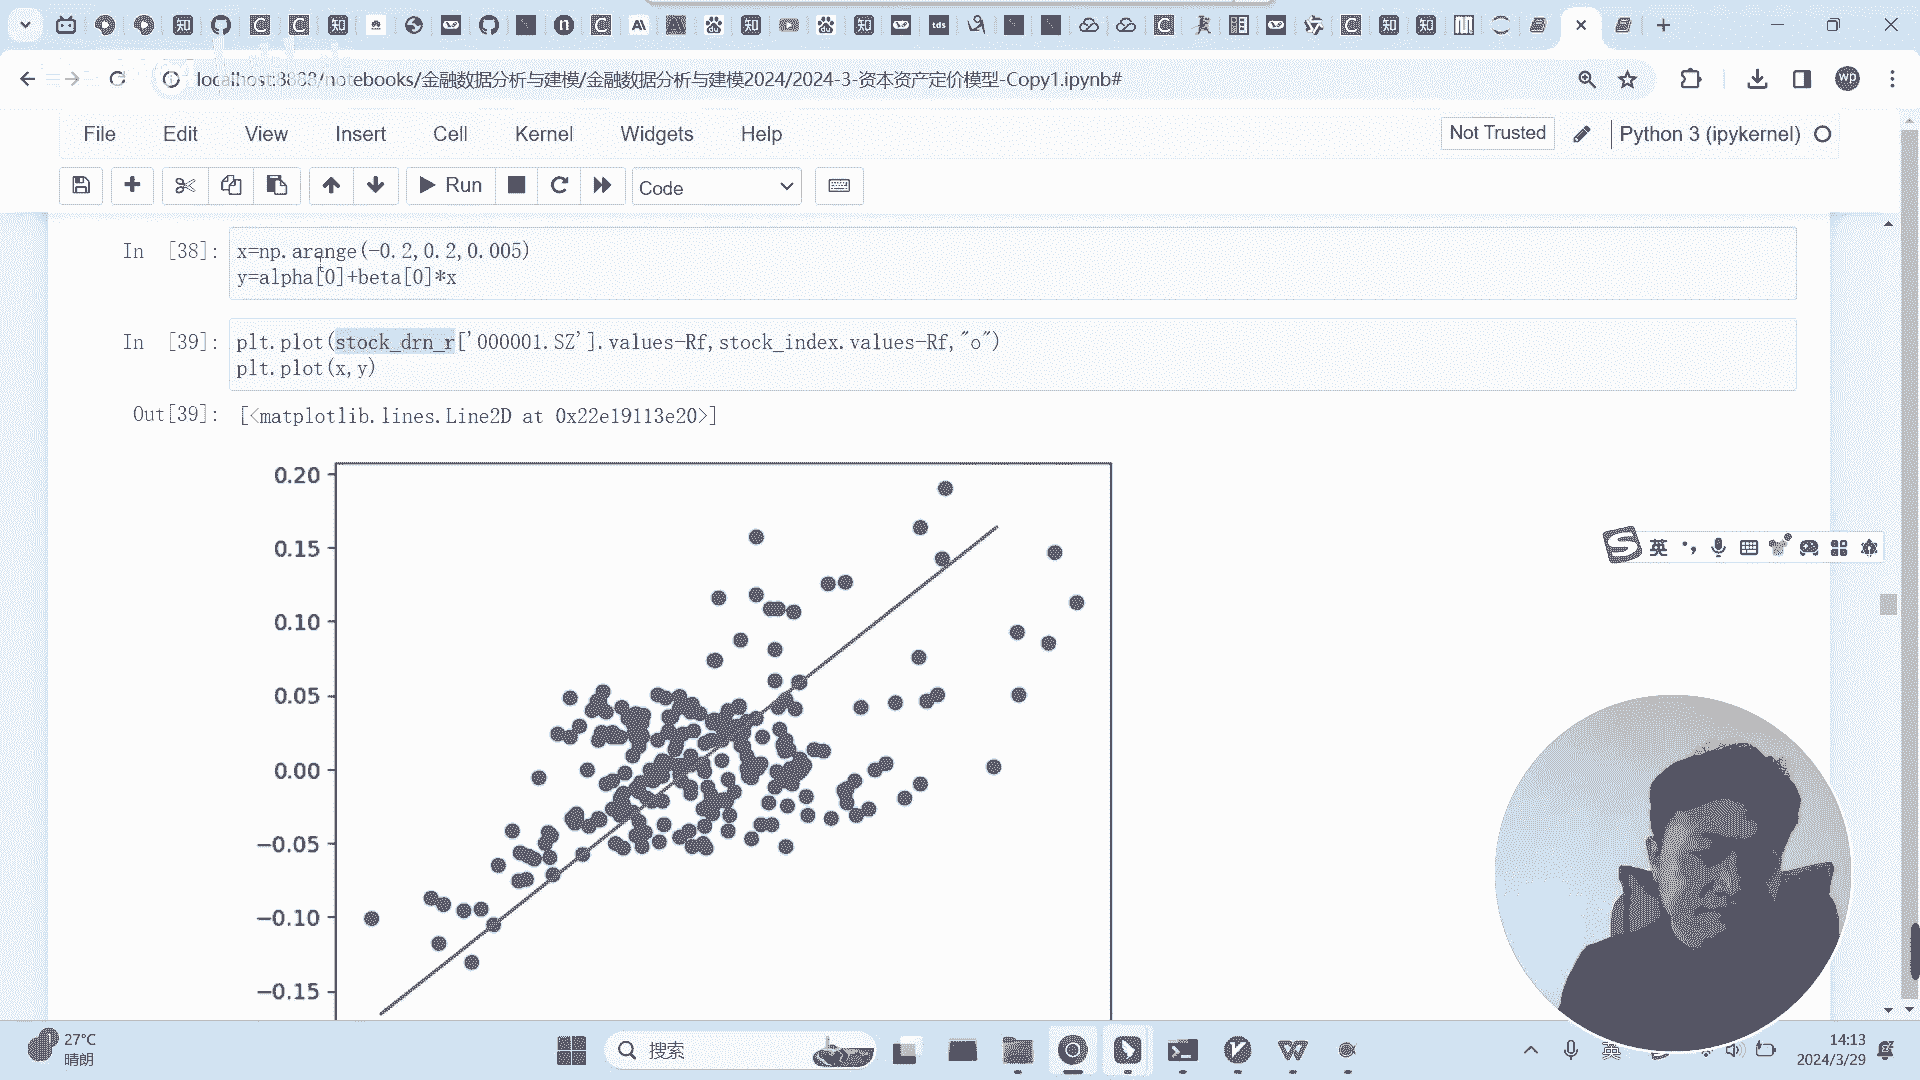 localhost:8888/notebooks/金融数据分析与建模/金融数据分析与建模2024/2024-3-资本资产定价模型-Copy1.ipynb#
wp
File Edit View Insert Cell Kernel Widgets Help
Not Trusted
Python 3 (ipykernel)
Run
Code
In [38]:
x=np.arange(-0.2,0.2,0.005)
y=alpha[0]+beta[0]*x
In [39]:
plt.plot(stock_drn_r['000001.SZ'].values-Rf,stock_index.values-Rf,"o")
plt.plot(x,y)
Out[39]:
[<matplotlib.lines.Line2D at 0x22e19113e20>]
0.20
0.15
0.10
0.05
0.00
−0.05
−0.10
−0.15
英
27°C
晴朗
搜索
英
14:13
2024/3/29